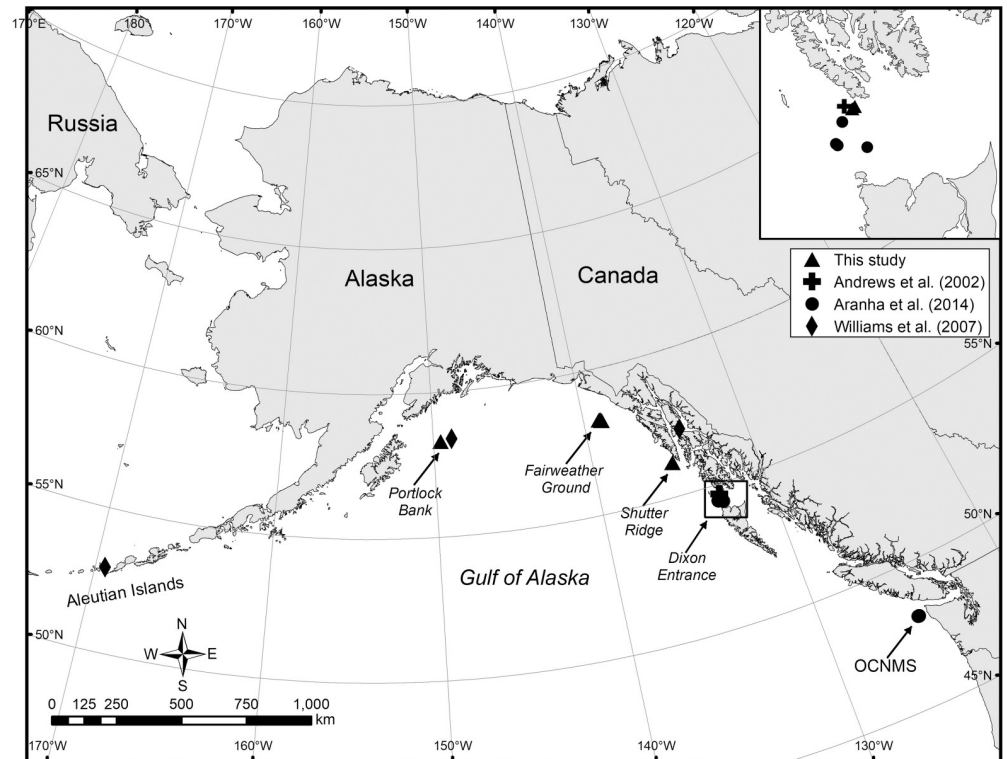 170°E
180°
170°W
160°W
150°W
140°W
130°W
120°W
Russia
65°N
Alaska
Canada
This study
Andrews et al. (2002)
Aranha et al. (2014)
Williams et al. (2007)
60°N
55°N
55°N
Portlock
Bank
Fairweather
Ground
Shutter
Ridge
Dixon
Entrance
50°N
Aleutian Islands
Gulf of Alaska
50°N
N
W
E
S
OCNMS
45°N
0 125 250 500 750 1,000
km
170°W
160°W
150°W
140°W
130°W